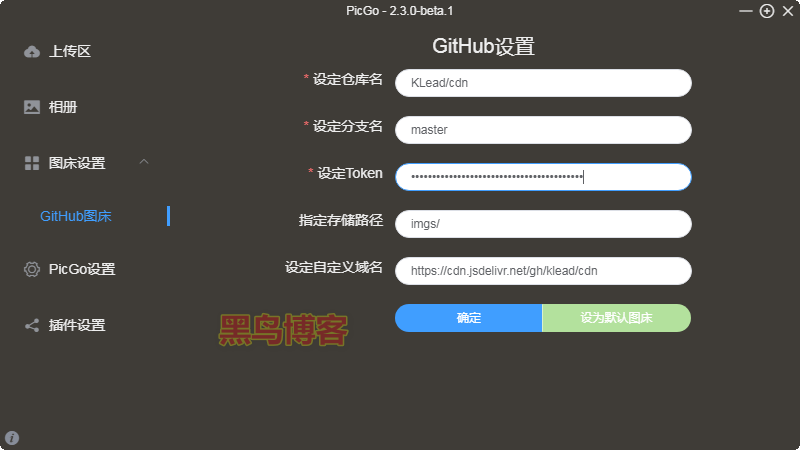 PicGo - 2.3.0-beta.1
上传区
相册
图床设置
GitHub图床
PicGo设置
插件设置
GitHub设置
* 设定仓库名 KLead/cdn
* 设定分支名 master
* 设定Token ••••••••••••••••••••••••••••••••••••••••
指定存储路径 imgs/
设定自定义域名 https://cdn.jsdelivr.net/gh/klead/cdn
确定 设为默认图床
黑鸟博客